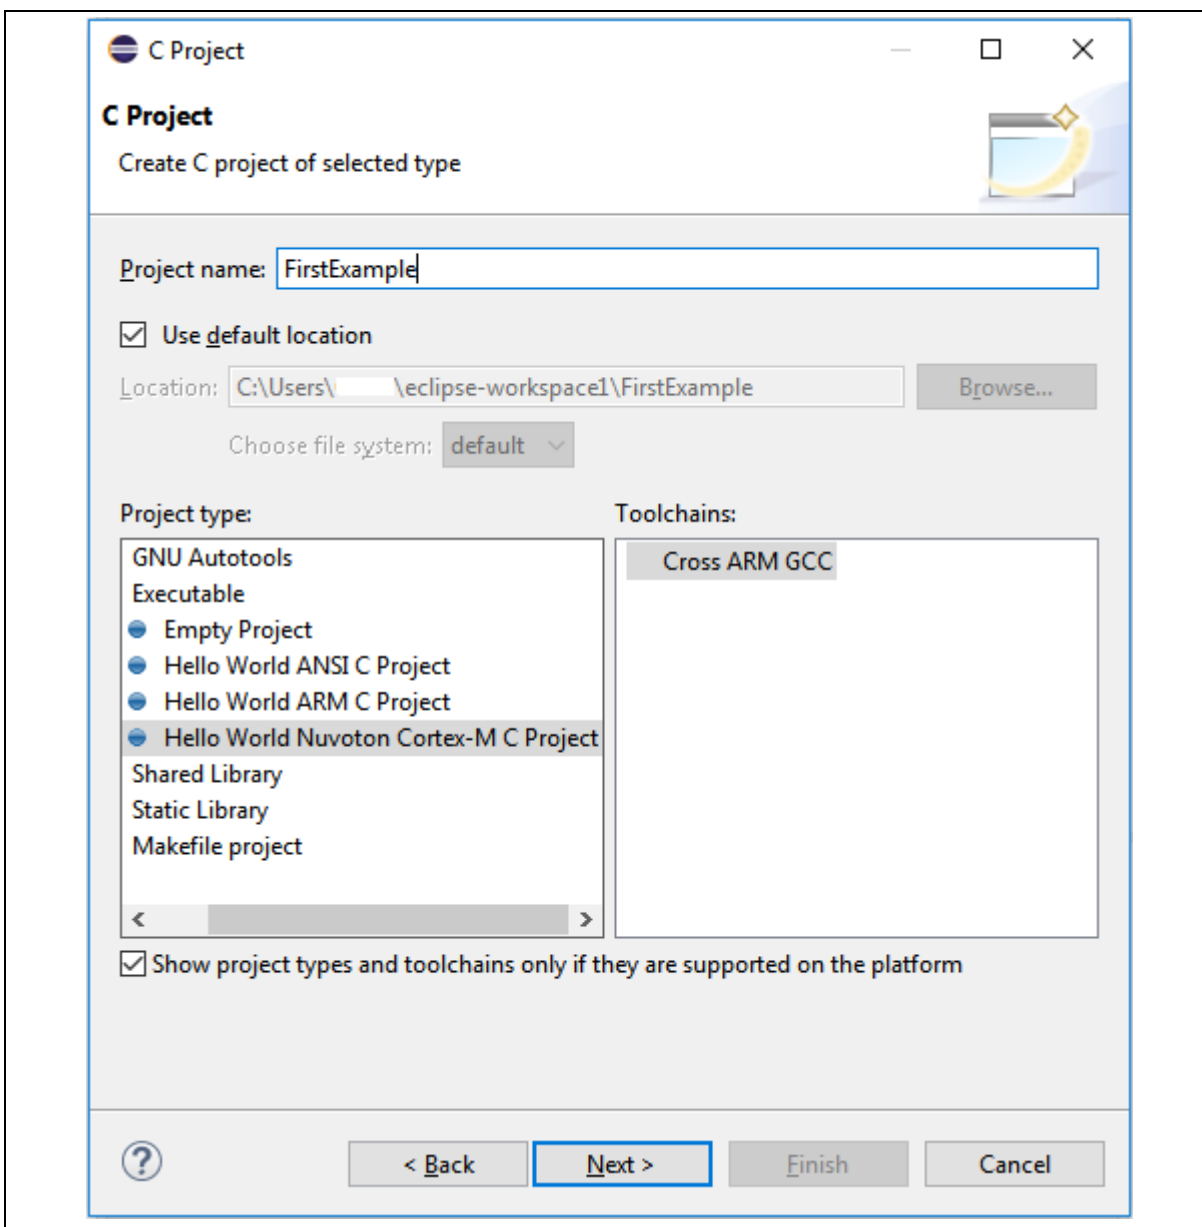 C Project
C Project
Create C project of selected type
Project name: FirstExample
Use default location
Location: C:\Users\ \eclipse-workspace1\FirstExample Browse...
Choose file system: default
Project type: Toolchains:
GNU Autotools Cross ARM GCC
Executable
Empty Project
Hello World ANSI C Project
Hello World ARM C Project
Hello World Nuvoton Cortex-M C Project
Shared Library
Static Library
Makefile project
Show project types and toolchains only if they are supported on the platform
? < Back Next > Finish Cancel